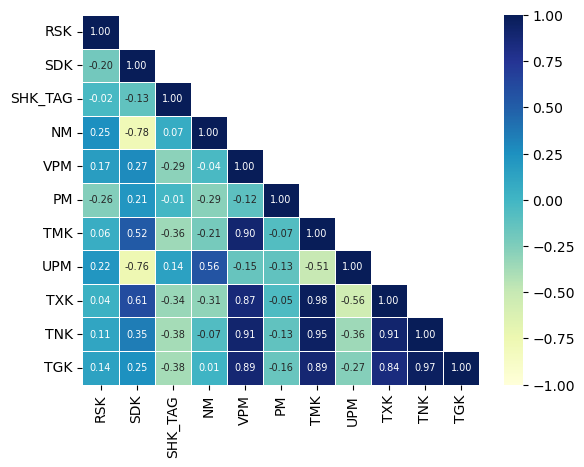 RSK 1.00
SDK -0.20 1.00
SHK_TAG -0.02 -0.13 1.00
NM 0.25 -0.78 0.07 1.00
VPM 0.17 0.27 -0.29 -0.04 1.00
PM -0.26 0.21 -0.01 -0.29 -0.12 1.00
TMK 0.06 0.52 -0.36 -0.21 0.90 -0.07 1.00
UPM 0.22 -0.76 0.14 0.56 -0.15 -0.13 -0.51 1.00
TXK 0.04 0.61 -0.34 -0.31 0.87 -0.05 0.98 -0.56 1.00
TNK 0.11 0.35 -0.38 -0.07 0.91 -0.13 0.95 -0.36 0.91 1.00
TGK 0.14 0.25 -0.38 0.01 0.89 -0.16 0.89 -0.27 0.84 0.97 1.00
RSK SDK SHK_TAG NM VPM PM TMK UPM TXK TNK TGK
1.00
0.75
0.50
0.25
0.00
-0.25
-0.50
-0.75
-1.00